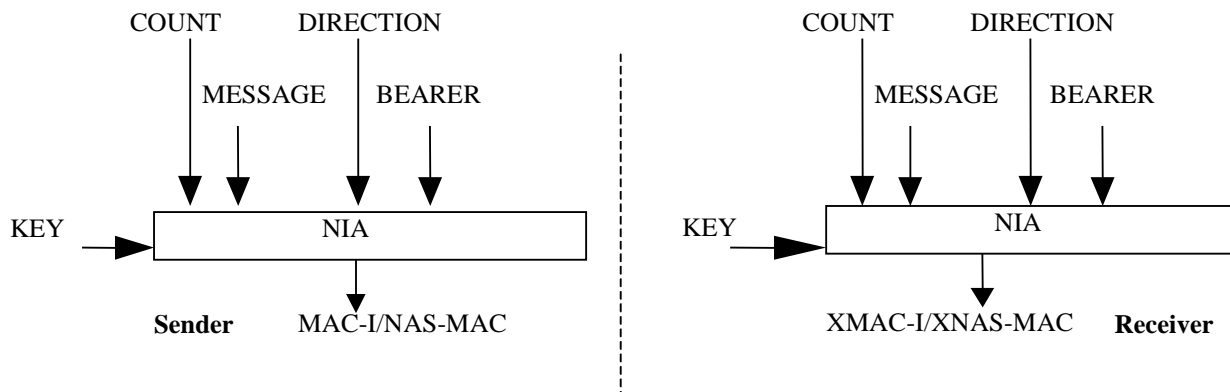 COUNT DIRECTION
MESSAGE BEARER
KEY
NIA
Sender MAC-I/NAS-MAC
COUNT DIRECTION
MESSAGE BEARER
KEY
NIA
XMAC-I/XNAS-MAC Receiver